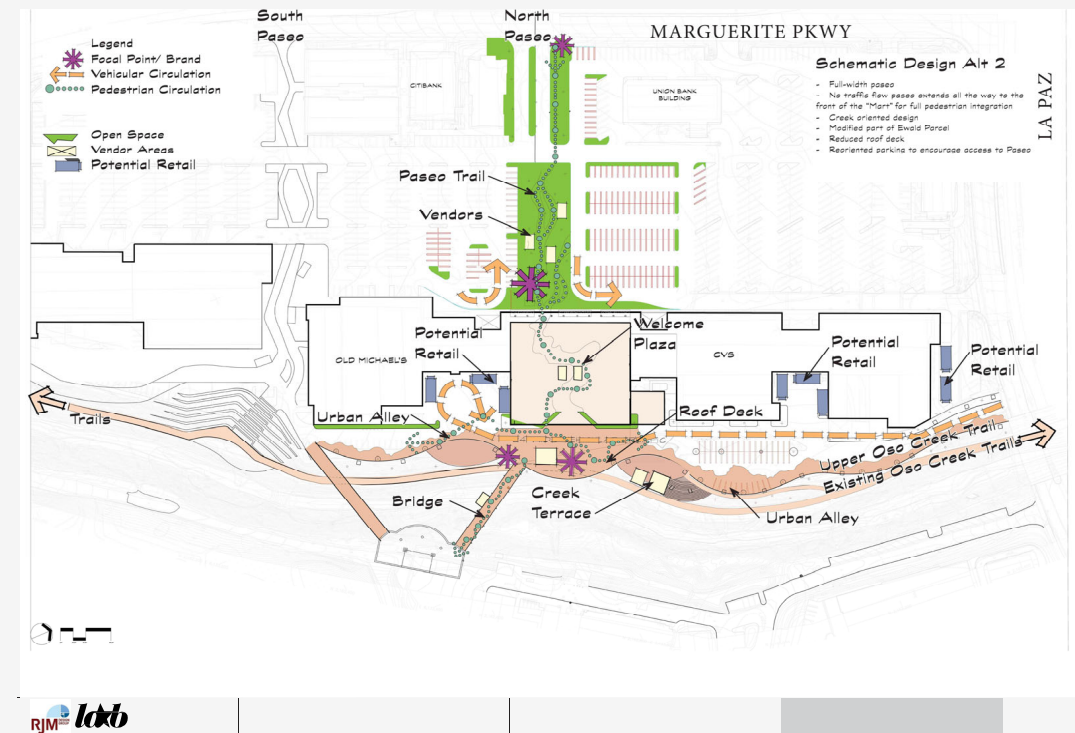 South
Paseo
North
Paseo
MARGUERITE PKWY
LA PAZ
Legend
Focal Point/ Brand
Vehicular Circulation
Pedestrian Circulation
Open Space
Vendor Areas
Potential Retail
Schematic Design Alt 2
- Full-width paseo
- No traffic flow paseo extends all the way to the
front of the "Mart" for full pedestrian integration
- Creek oriented design
- Modified part of Ewald Parcel
- Reduced roof deck
- Reoriented parking to encourage access to Paseo
CITIBANK
UNION BANK
BUILDING
Paseo Trail
Vendors
Welcome
Plaza
Potential
Retail
OLD MICHAEL'S
CVS
Potential
Retail
Potential
Retail
Trails
Urban Alley
Roof Deck
Upper Oso Creek Trail
Existing Oso Creek Trails
Bridge
Creek
Terrace
Urban Alley
RJM
lab